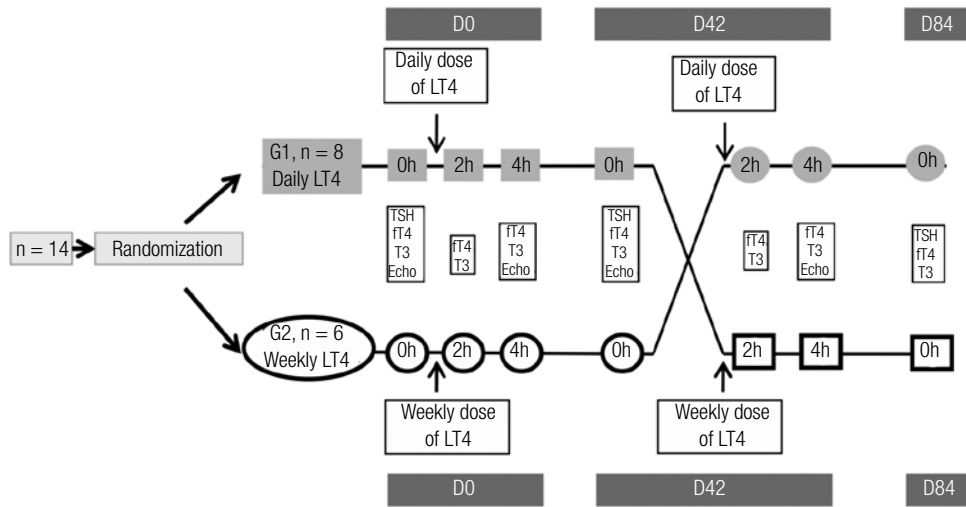 D0
D42
D84
Daily dose
of LT4
Daily dose
of LT4
G1, n = 8
Daily LT4
0h
2h
4h
0h
2h
4h
0h
TSH
fT4
T3
Echo
fT4
T3
fT4
T3
Echo
TSH
fT4
T3
Echo
fT4
T3
fT4
T3
Echo
TSH
fT4
T3
n = 14
Randomization
G2, n = 6
Weekly LT4
0h
2h
4h
0h
2h
4h
0h
Weekly dose
of LT4
Weekly dose
of LT4
D0
D42
D84